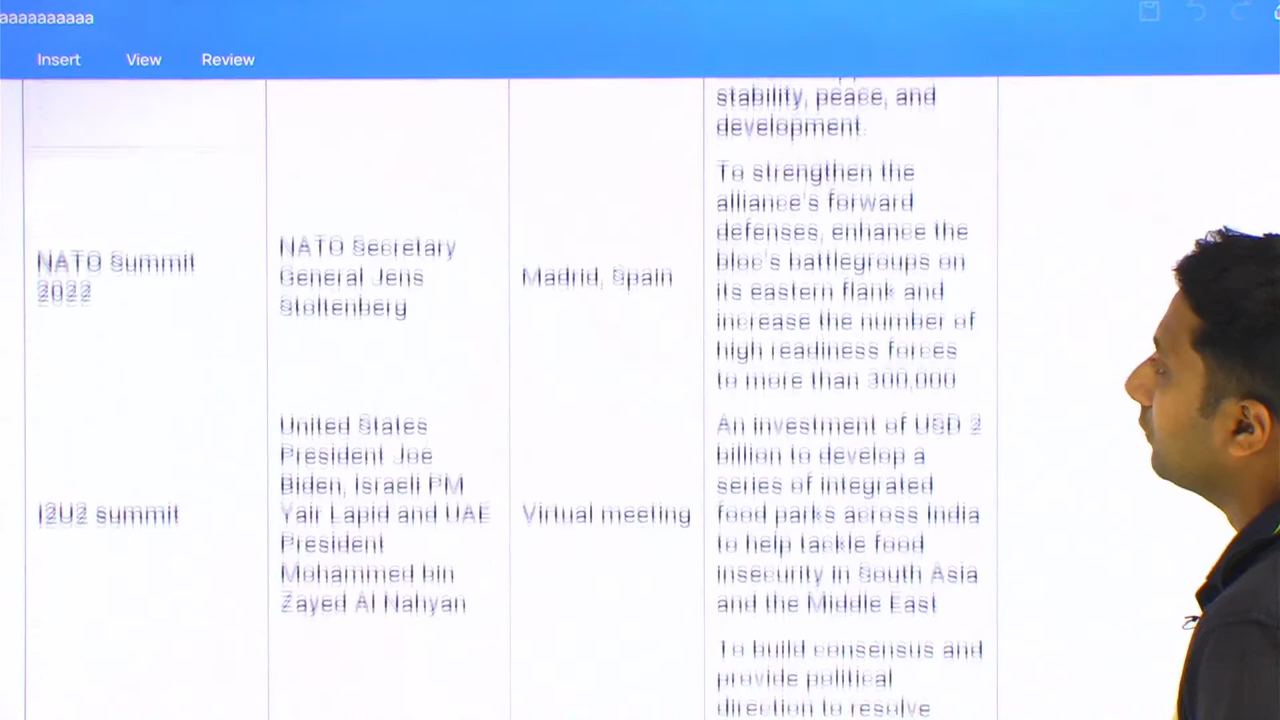 aaaaaaaaaa
Insert View Review
stability, peace, and
development.
NATO Summit
2022
NATO Secretary
General Jens
Stoltenberg
Madrid, Spain
To strengthen the
alliance's forward
defenses, enhance the
bloc's battlegroups on
its eastern flank and
increase the number of
high readiness forces
to more than 300,000
I2U2 summit
United States
President Joe
Biden, Israeli PM
Yair Lapid and UAE
President
Mohammed bin
Zayed Al Nahyan
Virtual meeting
An investment of USD 2
billion to develop a
series of integrated
food parks across India
to help tackle food
insecurity in South Asia
and the Middle East
To build consensus and
provide political
direction to resolve